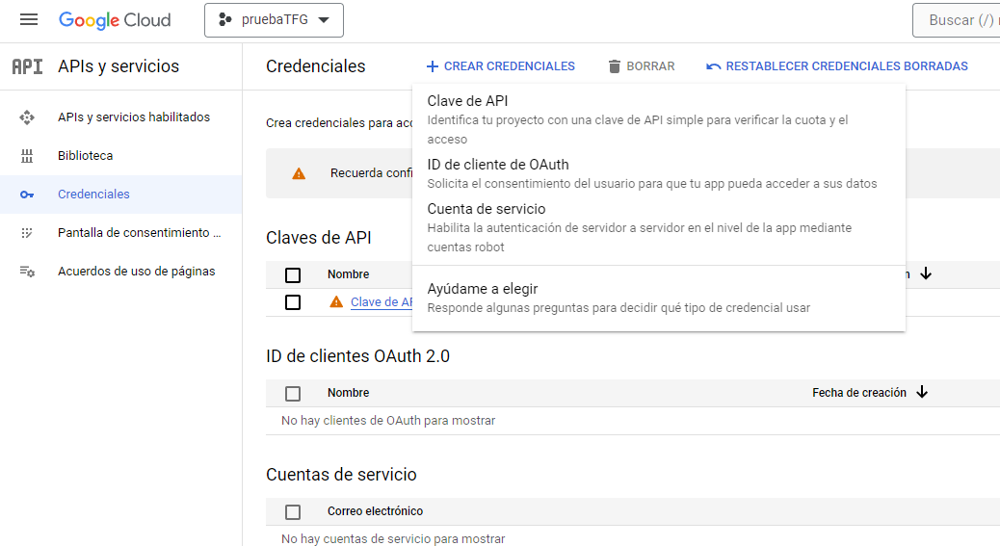 Google Cloud
pruebaTFG
Buscar (/)
API
APIs y servicios
Credenciales
CREAR CREDENCIALES
BORRAR
RESTABLECER CREDENCIALES BORRADAS
APIs y servicios habilitados
Biblioteca
Credenciales
Pantalla de consentimiento ...
Acuerdos de uso de páginas
Crea credenciales para acc
Recuerda confi
Clave de API
Identifica tu proyecto con una clave de API simple para verificar la cuota y el
acceso
ID de cliente de OAuth
Solicita el consentimiento del usuario para que tu app pueda acceder a sus datos
Cuenta de servicio
Habilita la autenticación de servidor a servidor en el nivel de la app mediante
cuentas robot
Ayúdame a elegir
Responde algunas preguntas para decidir qué tipo de credencial usar
Claves de API
Nombre
Clave de AP
ID de clientes OAuth 2.0
Nombre
Fecha de creación
No hay clientes de OAuth para mostrar
Cuentas de servicio
Correo electrónico
No hay cuentas de servicio para mostrar